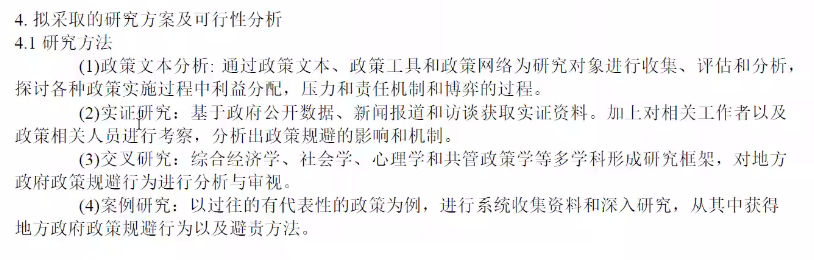 4. 拟采取的研究方案及可行性分析
4.1 研究方法
(1)政策文本分析: 通过政策文本、政策工具和政策网络为研究对象进行收集、评估和分析，
探讨各种政策实施过程中利益分配，压力和责任机制和博弈的过程。
(2)实证研究：基于政府公开数据、新闻报道和访谈获取实证资料。加上对相关工作者以及
政策相关人员进行考察，分析出政策规避的影响和机制。
(3)交叉研究：综合经济学、社会学、心理学和共管政策学等多学科形成研究框架，对地方
政府政策规避行为进行分析与审视。
(4)案例研究：以过往的有代表性的政策为例，进行系统收集资料和深入研究，从其中获得
地方政府政策规避行为以及避责方法。